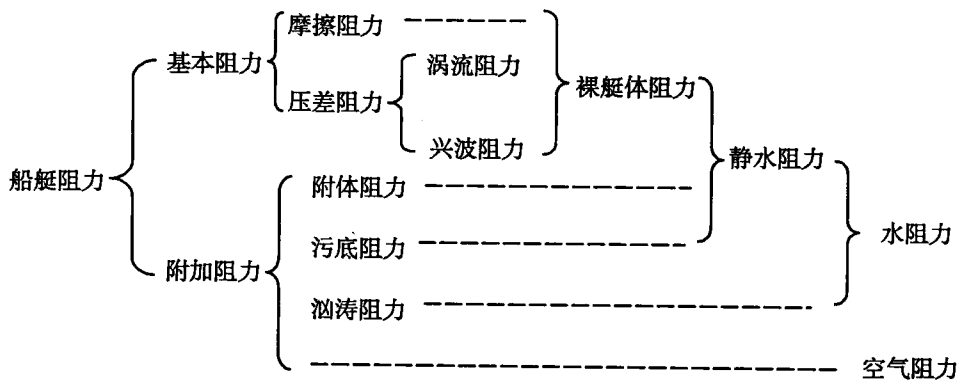 摩擦阻力
基本阻力
涡流阻力
压差阻力
裸艇体阻力
兴波阻力
静水阻力
船艇阻力
附体阻力
水阻力
污底阻力
附加阻力
汹涛阻力
空气阻力